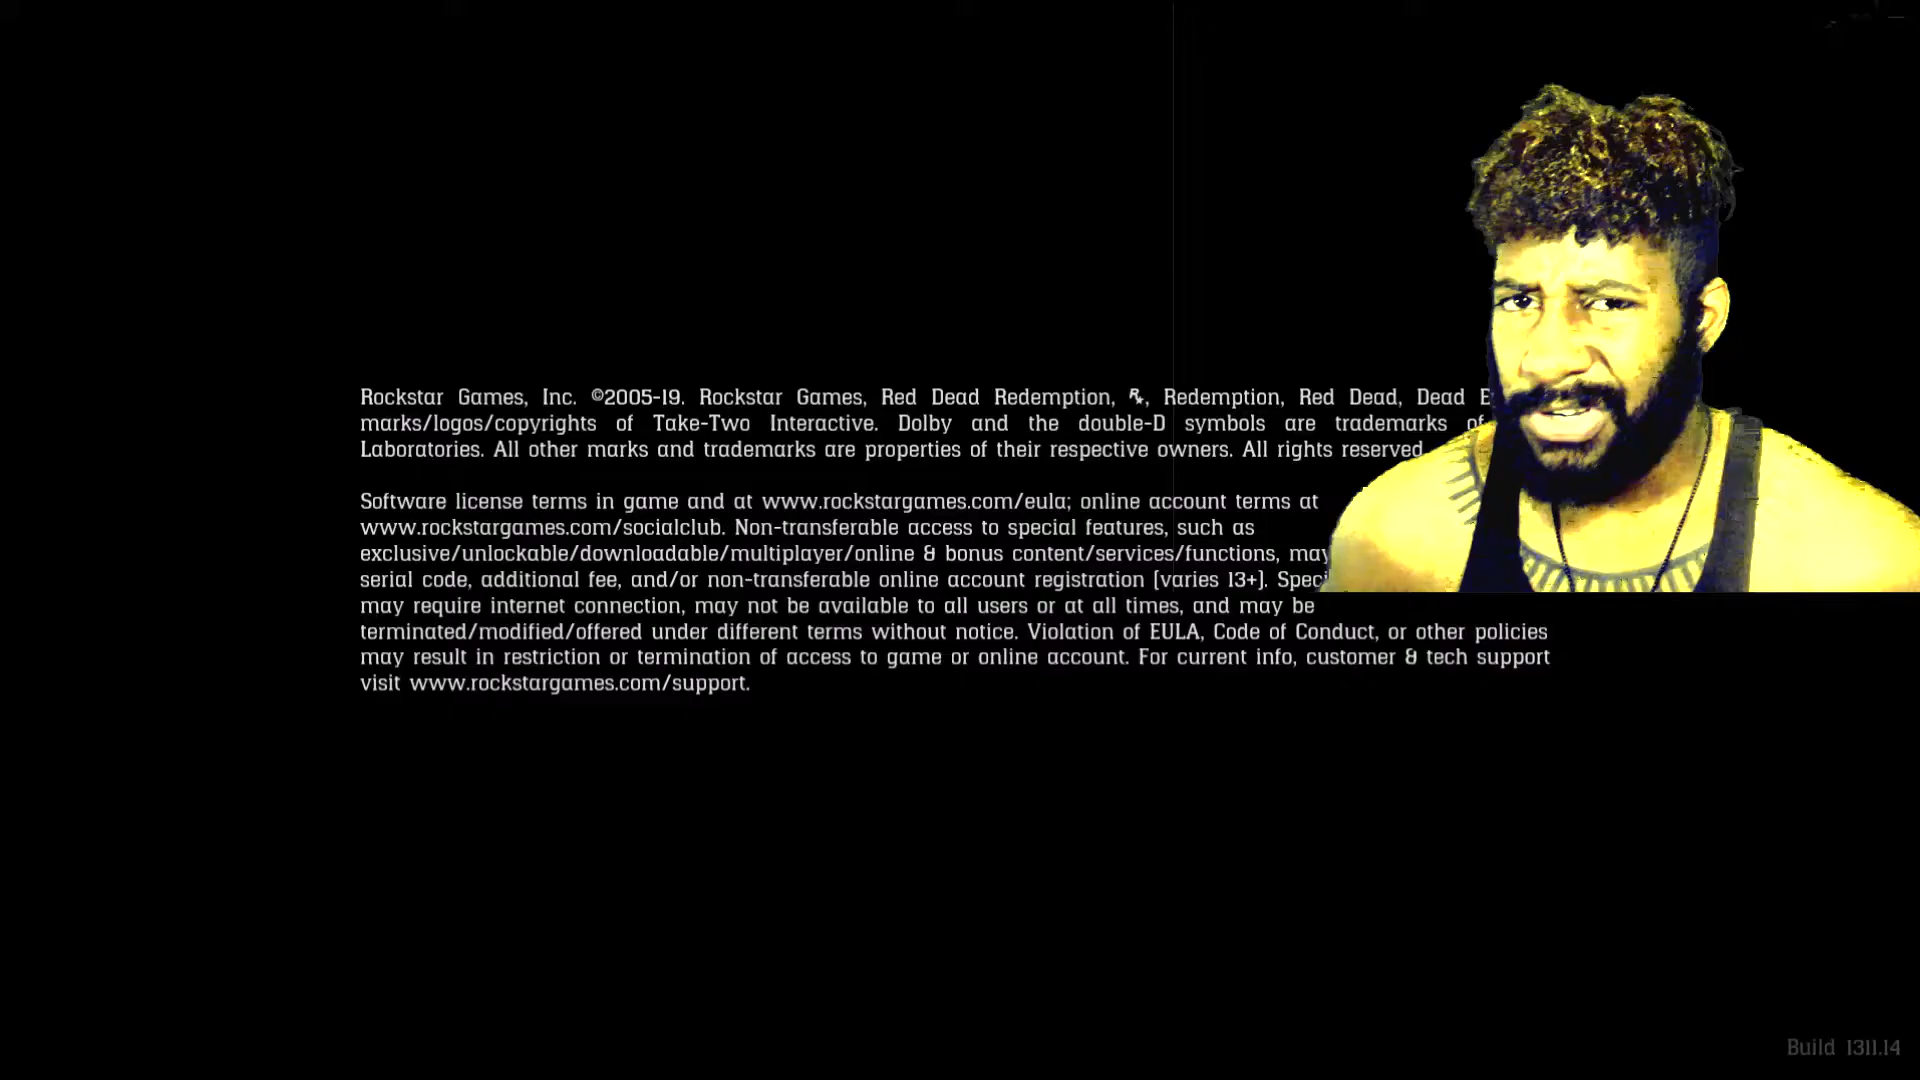 Rockstar Games, Inc. ©2005-19. Rockstar Games, Red Dead Redemption, R★, Redemption, Red Dead, Dead
marks/logos/copyrights of Take-Two Interactive. Dolby and the double-D symbols are trademarks of
Laboratories. All other marks and trademarks are properties of their respective owners. All rights reserved
Software license terms in game and at www.rockstargames.com/eula; online account terms at
www.rockstargames.com/socialclub. Non-transferable access to special features, such as
exclusive/unlockable/downloadable/multiplayer/online & bonus content/services/functions, may
serial code, additional fee, and/or non-transferable online account registration (varies 13+).
may require internet connection, may not be available to all users or at all times, and may be
terminated/modified/offered under different terms without notice. Violation of EULA, Code of Conduct, or other policies
may result in restriction or termination of access to game or online account. For current info, customer & tech support
visit www.rockstargames.com/support.
Build 1311.14